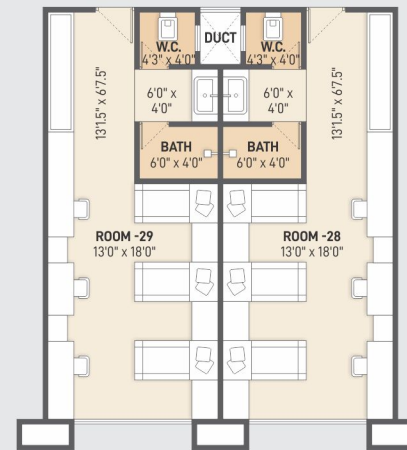 W.C.
4'3" x 4'0"
DUCT
W.C.
4'3" x 4'0"
13'1.5" x 6'7.5"
6'0" x
4'0"
6'0" x
4'0"
13'1.5" x 6'7.5"
BATH
6'0" x 4'0"
BATH
6'0" x 4'0"
ROOM -29
13'0" x 18'0"
ROOM -28
13'0" x 18'0"